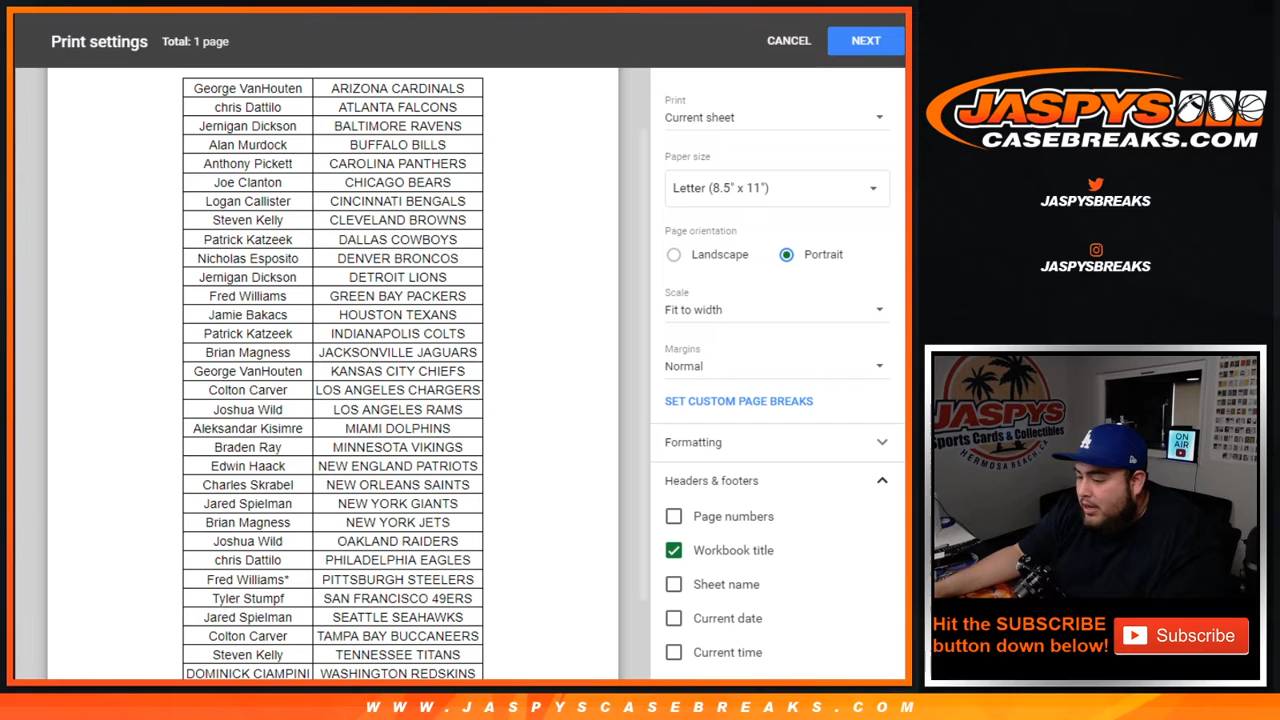 Print settings Total: 1 page CANCEL NEXT
George VanHouten ARIZONA CARDINALS
chris Dattilo ATLANTA FALCONS
Jernigan Dickson BALTIMORE RAVENS
Alan Murdock BUFFALO BILLS
Anthony Pickett CAROLINA PANTHERS
Joe Clanton CHICAGO BEARS
Logan Callister CINCINNATI BENGALS
Steven Kelly CLEVELAND BROWNS
Patrick Katzeek DALLAS COWBOYS
Nicholas Esposito DENVER BRONCOS
Jernigan Dickson DETROIT LIONS
Fred Williams GREEN BAY PACKERS
Jamie Bakacs HOUSTON TEXANS
Patrick Katzeek INDIANAPOLIS COLTS
Brian Magness JACKSONVILLE JAGUARS
George VanHouten KANSAS CITY CHIEFS
Colton Carver LOS ANGELES CHARGERS
Joshua Wild LOS ANGELES RAMS
Aleksandar Kisimre MIAMI DOLPHINS
Braden Ray MINNESOTA VIKINGS
Edwin Haack NEW ENGLAND PATRIOTS
Charles Skrabel NEW ORLEANS SAINTS
Jared Spielman NEW YORK GIANTS
Brian Magness NEW YORK JETS
Joshua Wild OAKLAND RAIDERS
chris Dattilo PHILADELPHIA EAGLES
Fred Williams* PITTSBURGH STEELERS
Tyler Stumpf SAN FRANCISCO 49ERS
Jared Spielman SEATTLE SEAHAWKS
Colton Carver TAMPA BAY BUCCANEERS
Steven Kelly TENNESSEE TITANS
DOMINICK CIAMPINI WASHINGTON REDSKINS
Print
Current sheet
Paper size
Letter (8.5" x 11")
Page orientation
Landscape Portrait
Scale
Fit to width
Margins
Normal
SET CUSTOM PAGE BREAKS
Formatting
Headers & footers
Page numbers
Workbook title
Sheet name
Current date
Current time
JASPYS
CASEBREAKS.COM
JASPYSBREAKS
JASPYSBREAKS
JASPYS
Sports Cards & Collectibles
HERMOSA BEACH, CA
ON
AIR
LA
Hit the SUBSCRIBE
button down below!
Subscribe
WWW.JASPYSCASEBREAKS.COM